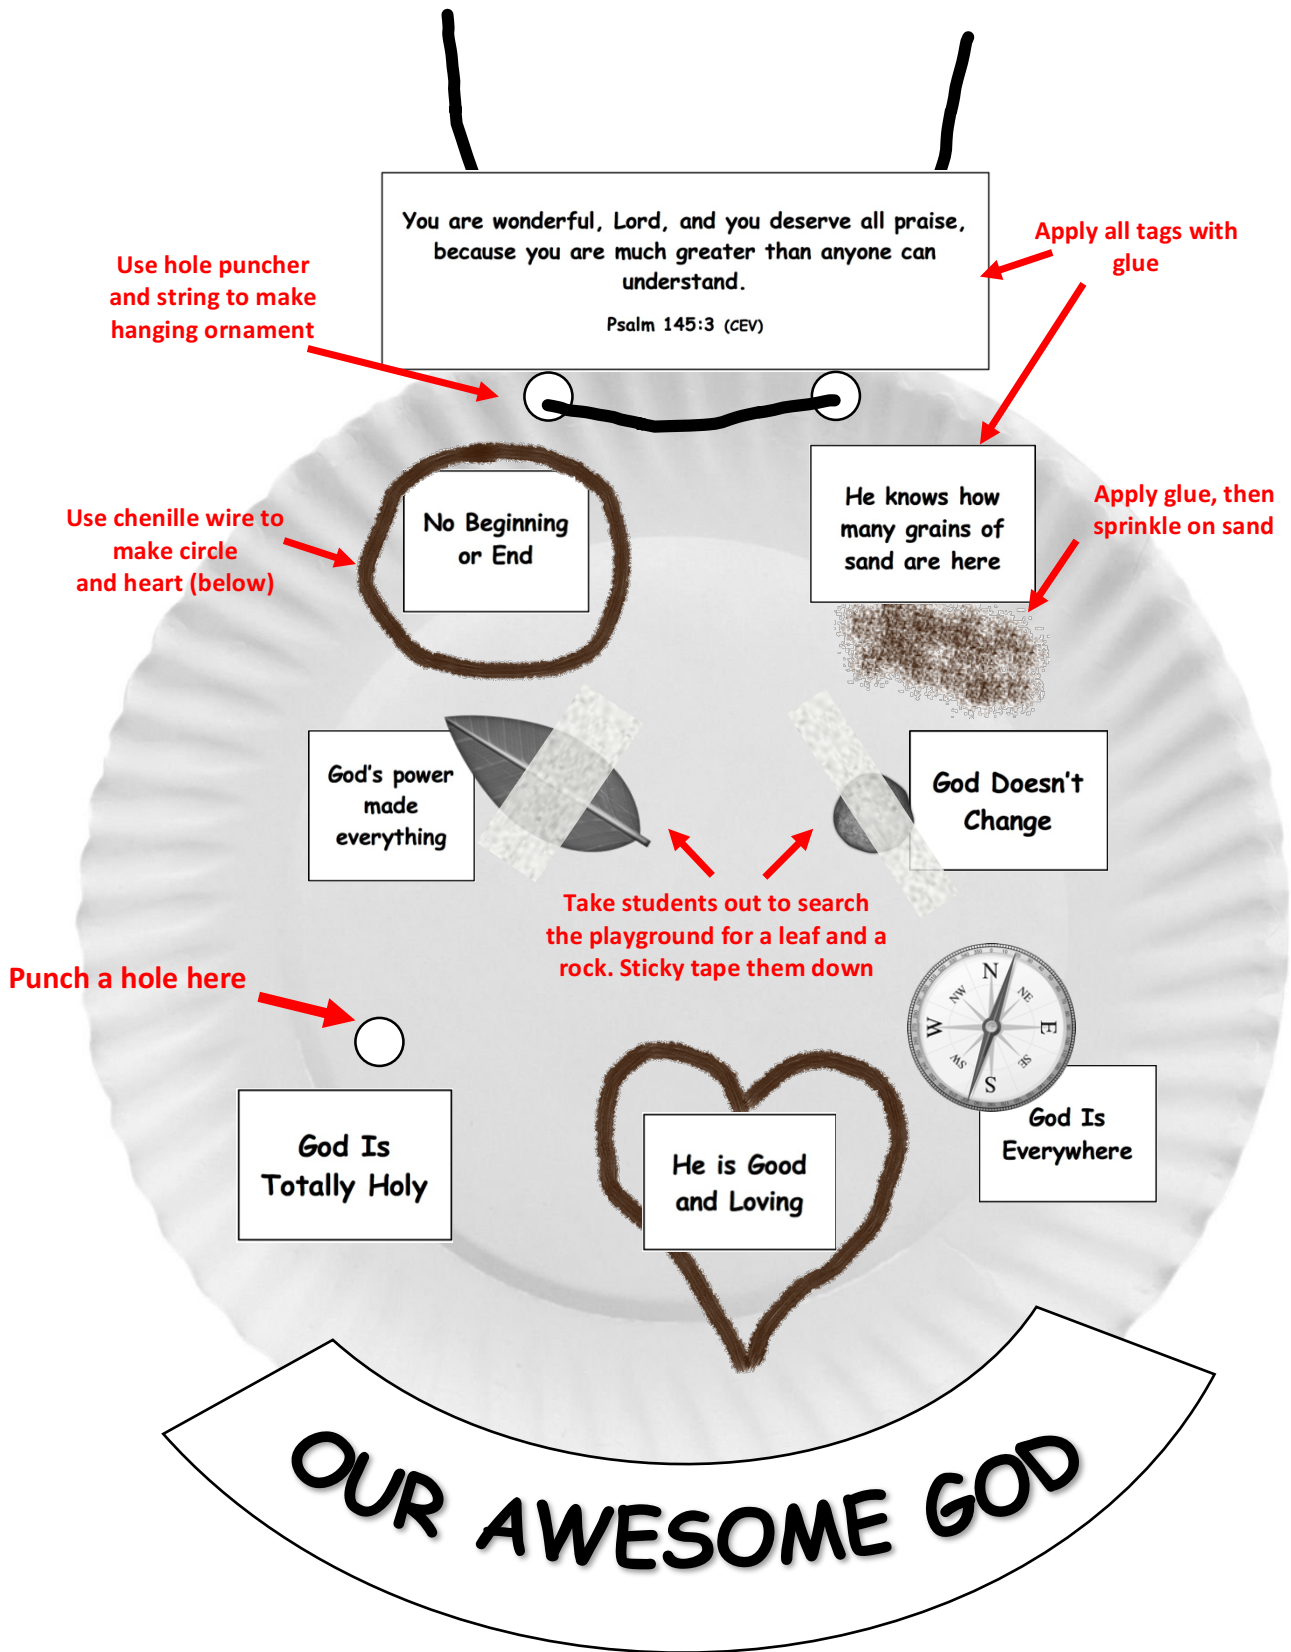 You are wonderful, Lord, and you deserve all praise,
because you are much greater than anyone can
understand.
Psalm 145:3 (CEV)
Apply all tags with
glue
Use hole puncher
and string to make
hanging ornament
No Beginning
or End
He knows how
many grains of
sand are here
Apply glue, then
sprinkle on sand
Use chenille wire to
make circle
and heart (below)
God's power
made
everything
God Doesn't
Change
Take students out to search
the playground for a leaf and a
rock. Sticky tape them down
Punch a hole here
N
NE
E
SE
S
SW
W
NW
God Is
Totally Holy
He is Good
and Loving
God Is
Everywhere
OUR AWESOME GOD